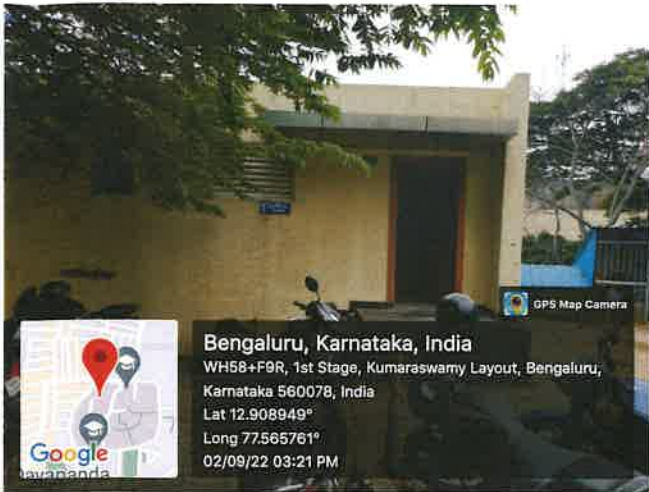 GPS Map Camera
Bengaluru, Karnataka, India
WH58+F9R, 1st Stage, Kumaraswamy Layout, Bengaluru,
Karnataka 560078, India
Lat 12.908949°
Long 77.565761°
02/09/22 03:21 PM
Google